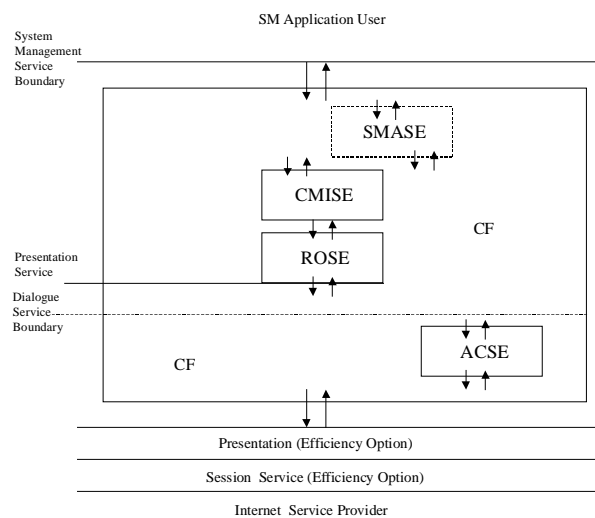 SM Application User
System
Management
Service
Boundary
SMASE
CMISE
CF
ROSE
Presentation
Service
Dialogue
Service
Boundary
ACSE
CF
Presentation (Efficiency Option)
Session Service (Efficiency Option)
Internet Service Provider